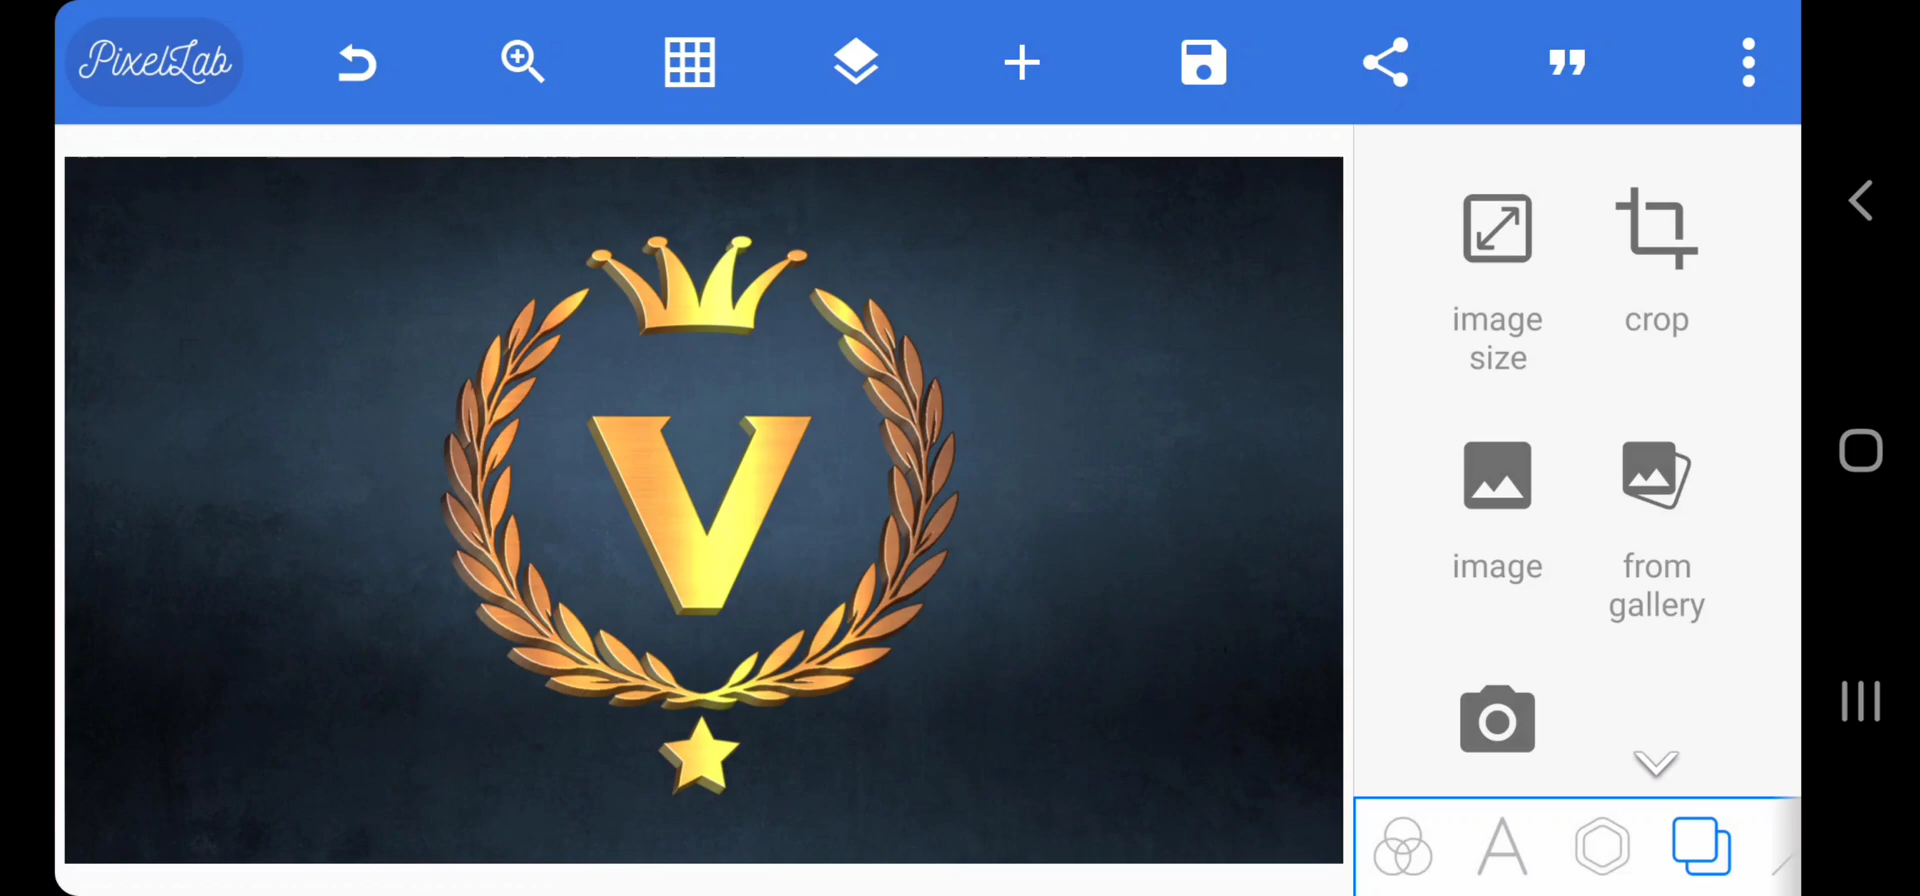 PixelLab
image
size
crop
V
image
from
gallery